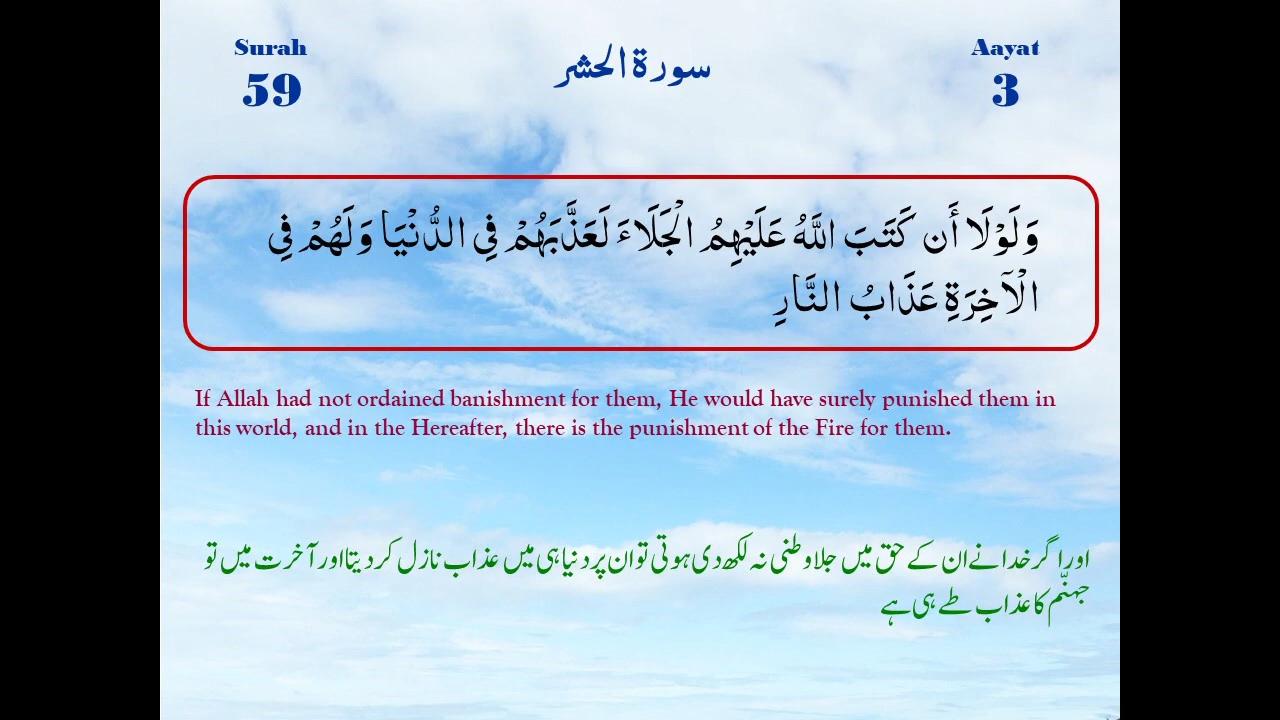 Surah
59
سورة الحشر
Aayat
3
وَلَوْلَا أَن كَتَبَ اللَّهُ عَلَيْهِمُ الْجَلَاءَ لَعَذَّبَهُمْ فِي الدُّنْيَا وَلَهُمْ فِي
الْآخِرَةِ عَذَابُ النَّارِ
If Allah had not ordained banishment for them, He would have surely punished them in
this world, and in the Hereafter, there is the punishment of the Fire for them.
اور اگر خدا نے ان کے حق میں جلاوطنی نہ لکھ دی ہوتی تو ان پر دنیا ہی میں عذاب نازل کردیتا اور آخرت میں تو
جہنّم کا عذاب طے ہی ہے